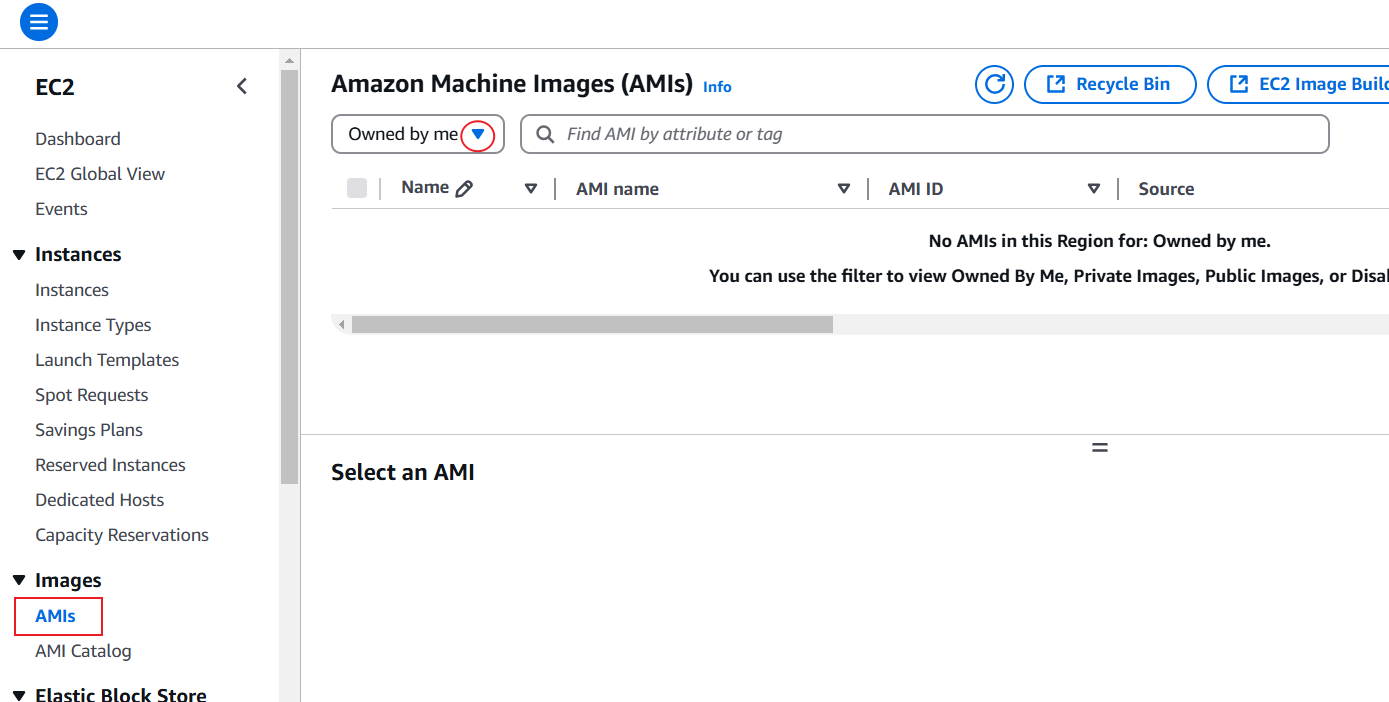 EC2
Dashboard
EC2 Global View
Events
Instances
Instances
Instance Types
Launch Templates
Spot Requests
Savings Plans
Reserved Instances
Dedicated Hosts
Capacity Reservations
Images
AMIs
AMI Catalog
Elastic Block Store
Amazon Machine Images (AMIs) Info
Recycle Bin
EC2 Image
Owned by me
Find AMI by attribute or tag
Name AMI name AMI ID Source
No AMIs in this Region for: Owned by me.
You can use the filter to view Owned By Me, Private Images, Public Images, or
Select an AMI